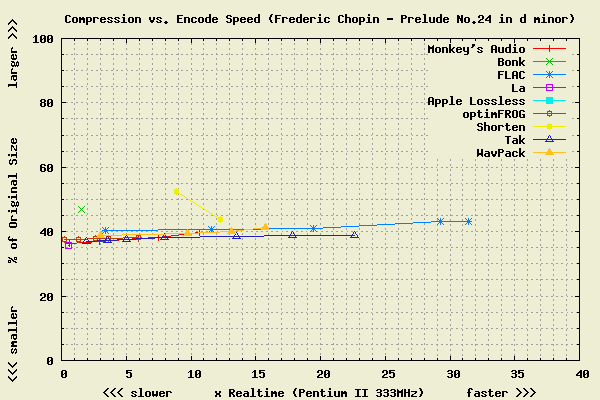 Compression vs. Encode Speed (Frederic Chopin - Prelude No.24 in d minor)
<<< smaller % of Original Size larger >>>
100
80
60
40
20
0
Monkey's Audio
Bonk
FLAC
La
Apple Lossless
optimFROG
Shorten
Tak
WavPack
0 5 10 15 20 25 30 35 40
<<< slower x Realtime (Pentium II 333MHz) faster >>>